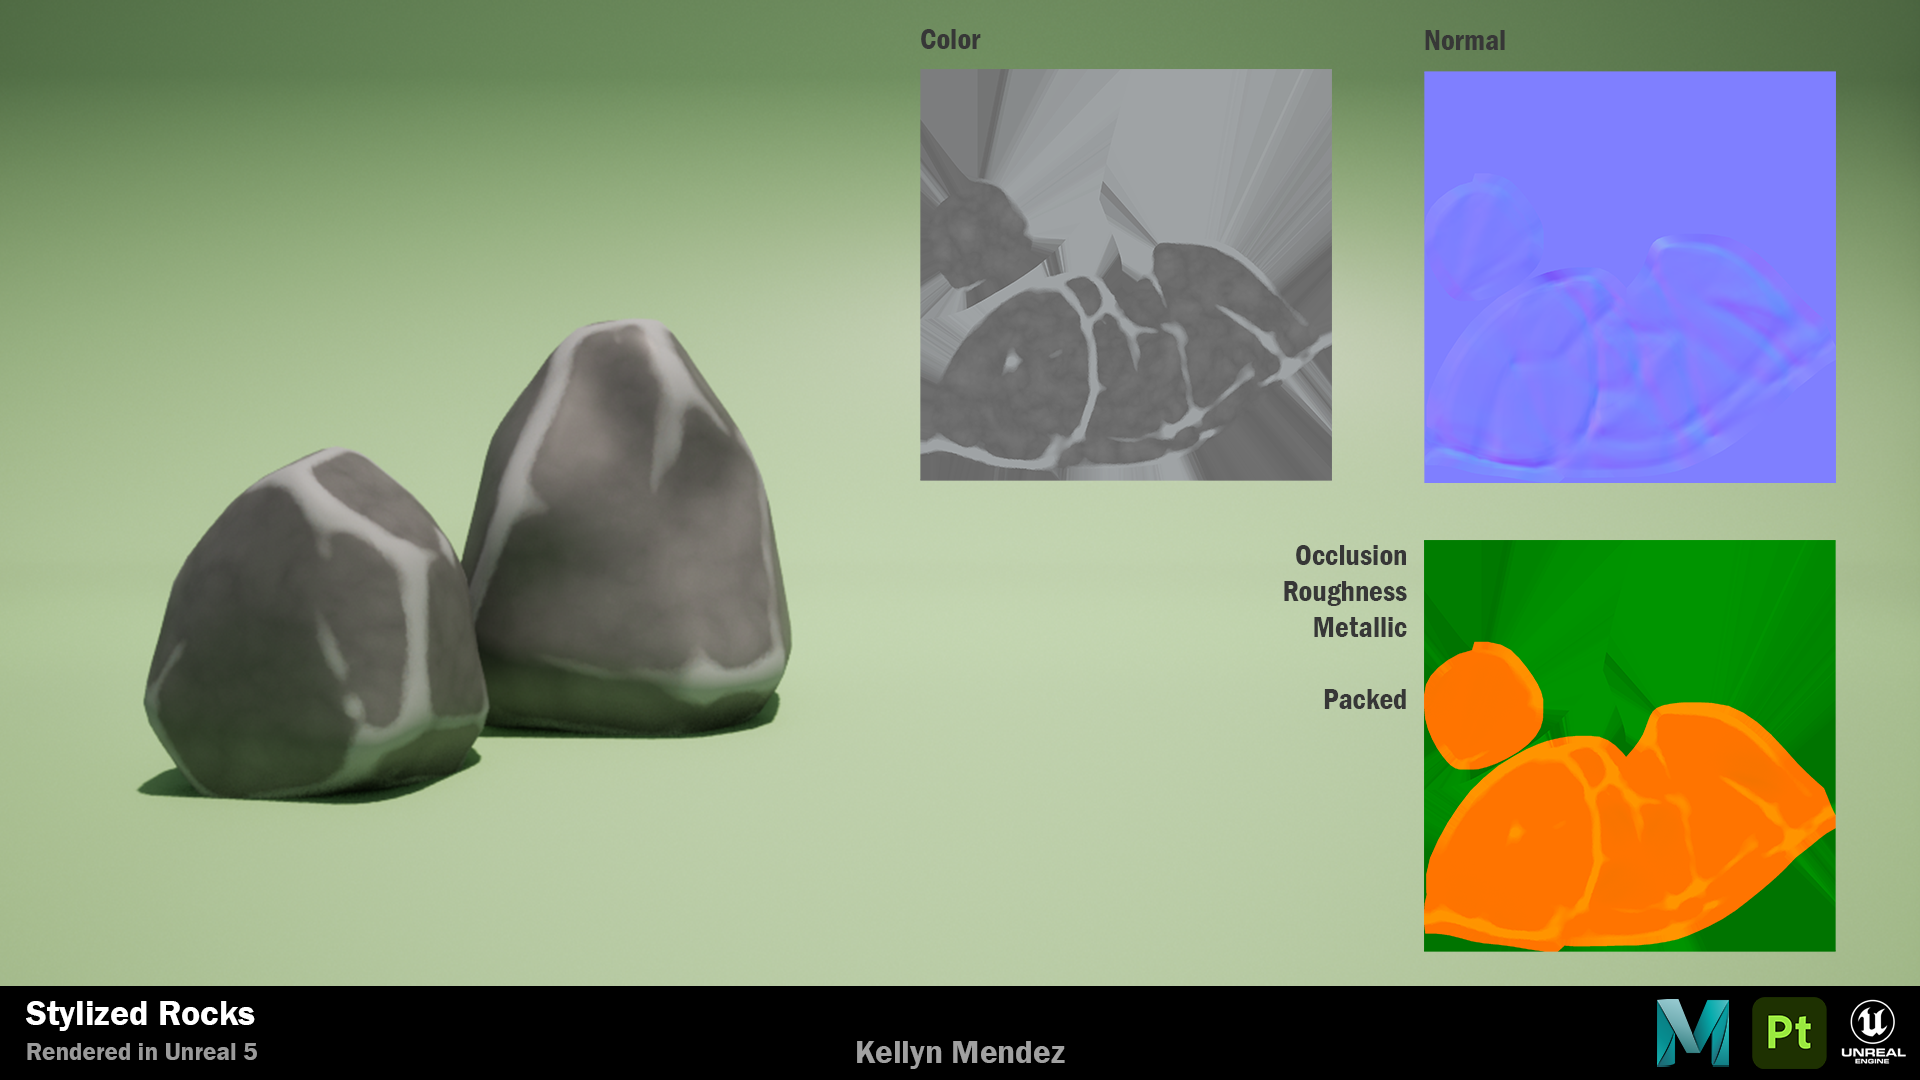 Color
Normal
Occlusion
Roughness
Metallic
Packed
Stylized Rocks
Rendered in Unreal 5
Kellyn Mendez
M
Pt
UNREAL
ENGINE